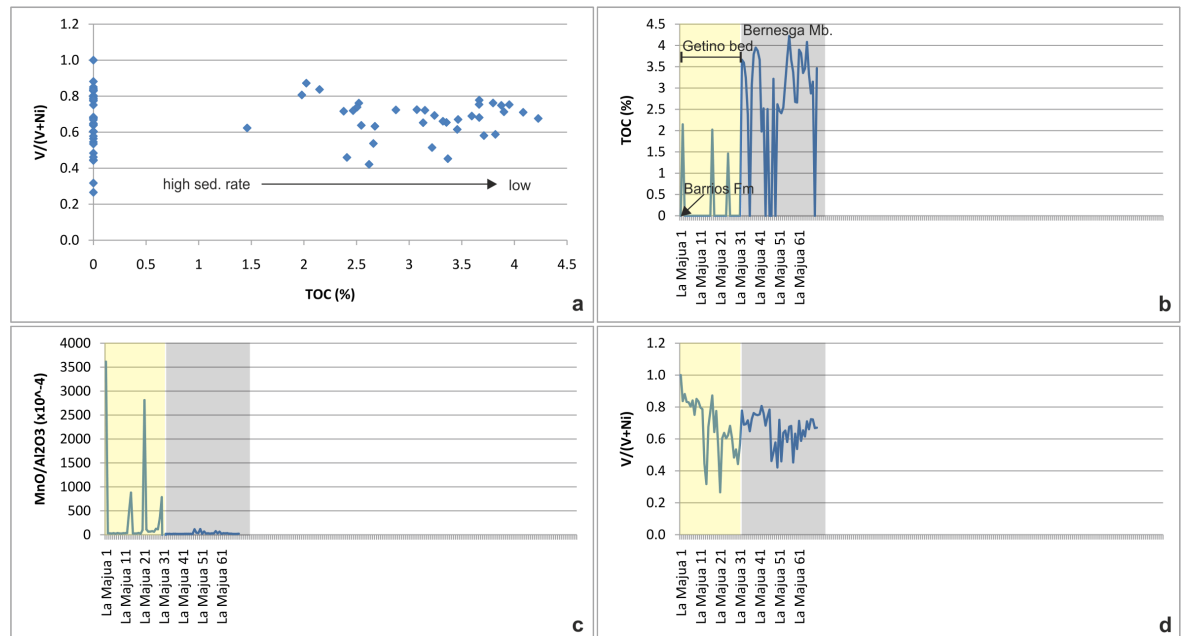 1.2
1.0
0.8
0.6
0.4
0.2
0.0
V/(V+Ni)
high sed. rate
low
0 0.5 1 1.5 2 2.5 3 3.5 4 4.5
TOC (%)
a
4.5
4
3.5
3
2.5
2
1.5
1
0.5
0
TOC (%)
Bernesga Mb.
Getino bed
Barrios Fm
La Majua 1
La Majua 11
La Majua 21
La Majua 31
La Majua 41
La Majua 51
La Majua 61
b
4000
3500
3000
2500
2000
1500
1000
500
0
MnO/Al2O3 (x10^-4)
La Majua 1
La Majua 11
La Majua 21
La Majua 31
La Majua 41
La Majua 51
La Majua 61
c
1.2
1.0
0.8
0.6
0.4
0.2
0.0
V/(V+Ni)
La Majua 1
La Majua 11
La Majua 21
La Majua 31
La Majua 41
La Majua 51
La Majua 61
d